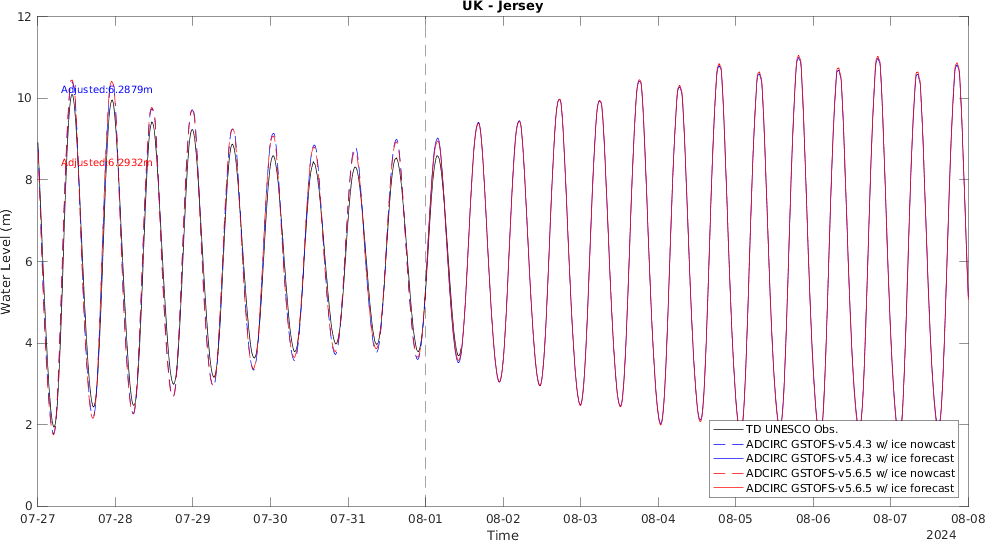 UK - Jersey
12
10
8
6
4
2
0
Water Level (m)
Adjusted:6.2879m
Adjusted:6.2932m
TD UNESCO Obs.
ADCIRC GSTOFS-v5.4.3 w/ ice nowcast
ADCIRC GSTOFS-v5.4.3 w/ ice forecast
ADCIRC GSTOFS-v5.6.5 w/ ice nowcast
ADCIRC GSTOFS-v5.6.5 w/ ice forecast
07-27 07-28 07-29 07-30 07-31 08-01 08-02 08-03 08-04 08-05 08-06 08-07 08-08
Time
2024